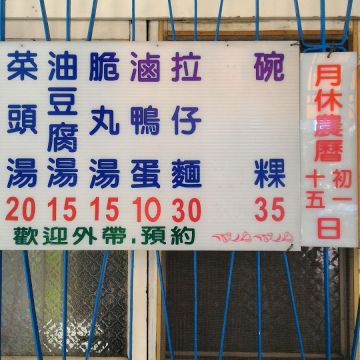 菜頭湯 20
油豆腐湯 15
脆丸湯 15
滷鴨蛋 10
拉仔麵 30
碗粿 35
歡迎外帶.預約
月休農曆初一十五日